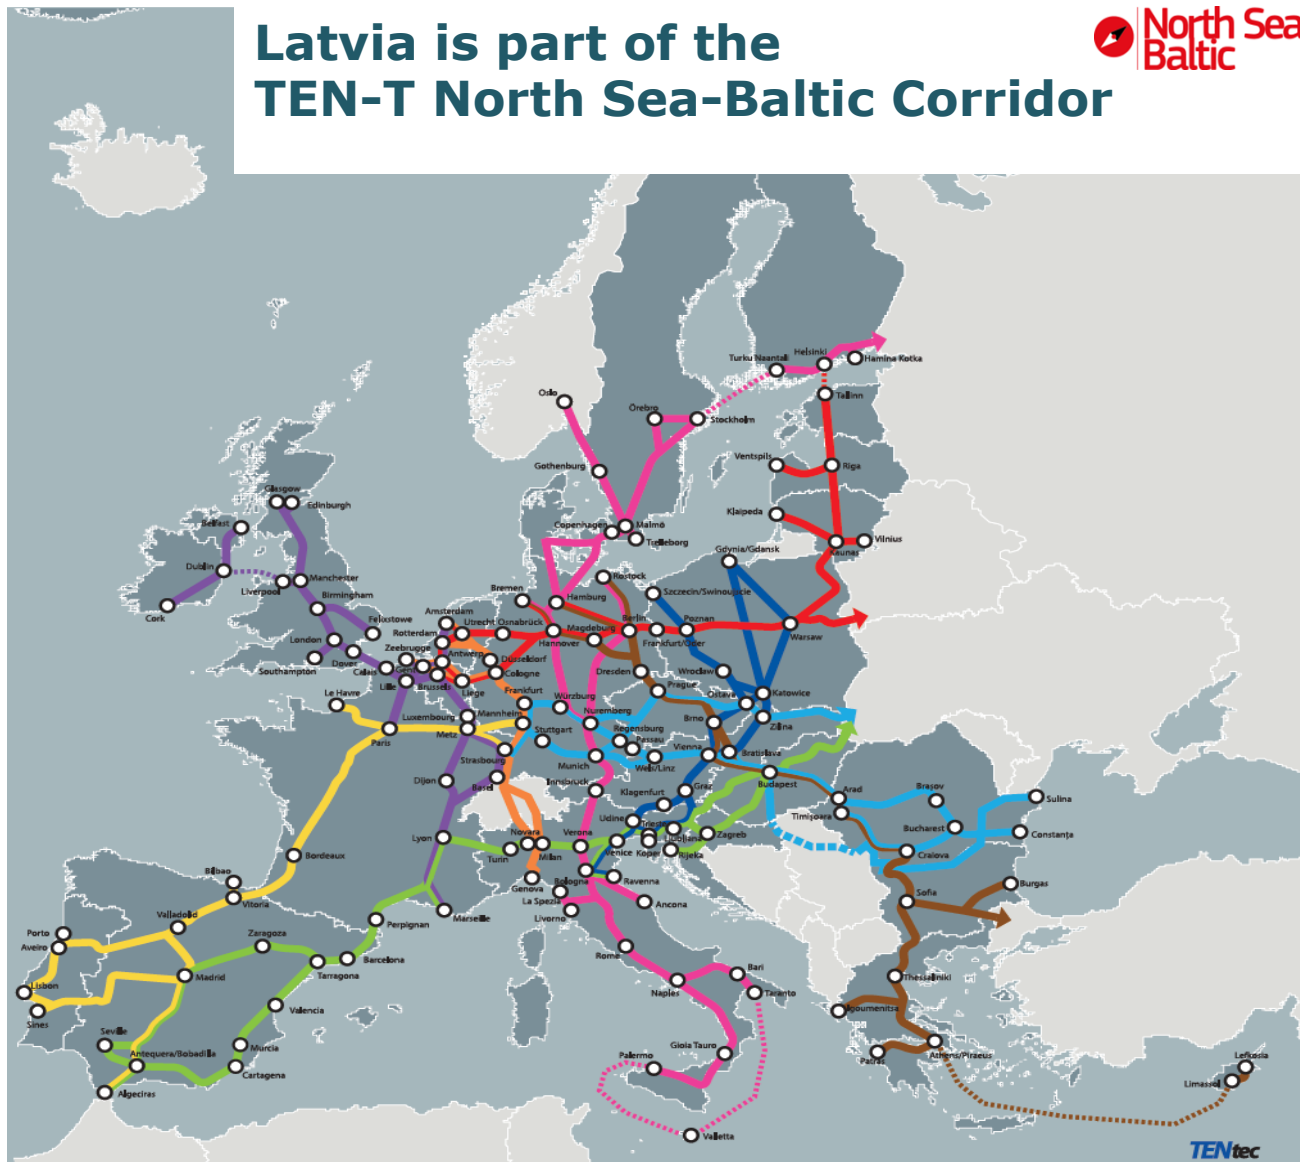 Latvia is part of the
TEN-T North Sea-Baltic Corridor
North Sea
Baltic
Helsinki
Turku Naantali
Hamina Kotka
Tallinn
Oslo
Örebro
Stockholm
Gothenburg
Ventspils
Riga
Glasgow
Edinburgh
Klaipeda
Belfast
Copenhagen
Malmö
Trelleborg
Kaunas
Vilnius
Gdynia/Gdansk
Dublin
Liverpool
Manchester
Rostock
Szczecin/Swinoujscie
Birmingham
Bremen
Hamburg
Cork
Felixstowe
Amsterdam
Utrecht
Osnabrück
Magdeburg
Berlin
Poznan
Warsaw
London
Rotterdam
Hannover
Frankfurt/Oder
Southampton
Dover
Zeebrugge
Antwerp
Düsseldorf
Calais
Gent
Cologne
Dresden
Wroclaw
Lille
Brussels
Liege
Le Havre
Frankfurt
Würzburg
Prague
Ostava
Katowice
Luxembourg
Mannheim
Nuremberg
Brno
Zilina
Paris
Metz
Stuttgart
Regensburg
Passau
Vienna
Bratislava
Strasbourg
Munich
Wels/Linz
Dijon
Basel
Innsbruck
Klagenfurt
Graz
Budapest
Arad
Brașov
Sulina
Timișoara
Bucharest
Constanța
Udine
Trieste
Lyon
Novara
Verona
Venice
Koper
Ljubljana
Zagreb
Rijeka
Turin
Milan
Craiova
Bordeaux
Bilbao
Genova
Bologna
Ravenna
Burgas
Vitoria
La Spezia
Ancona
Sofia
Livorno
Marseille
Valladolid
Perpignan
Porto
Aveiro
Zaragoza
Rome
Barcelona
Tarragona
Madrid
Bari
Thessaloniki
Lisbon
Naples
Taranto
Sines
Valencia
Igoumenitsa
Seville
Murcia
Gioia Tauro
Antequera/Bobadilla
Palermo
Patras
Athens/Piraeus
Cartagena
Lefkosia
Limassol
Algeciras
Valletta
TENtec